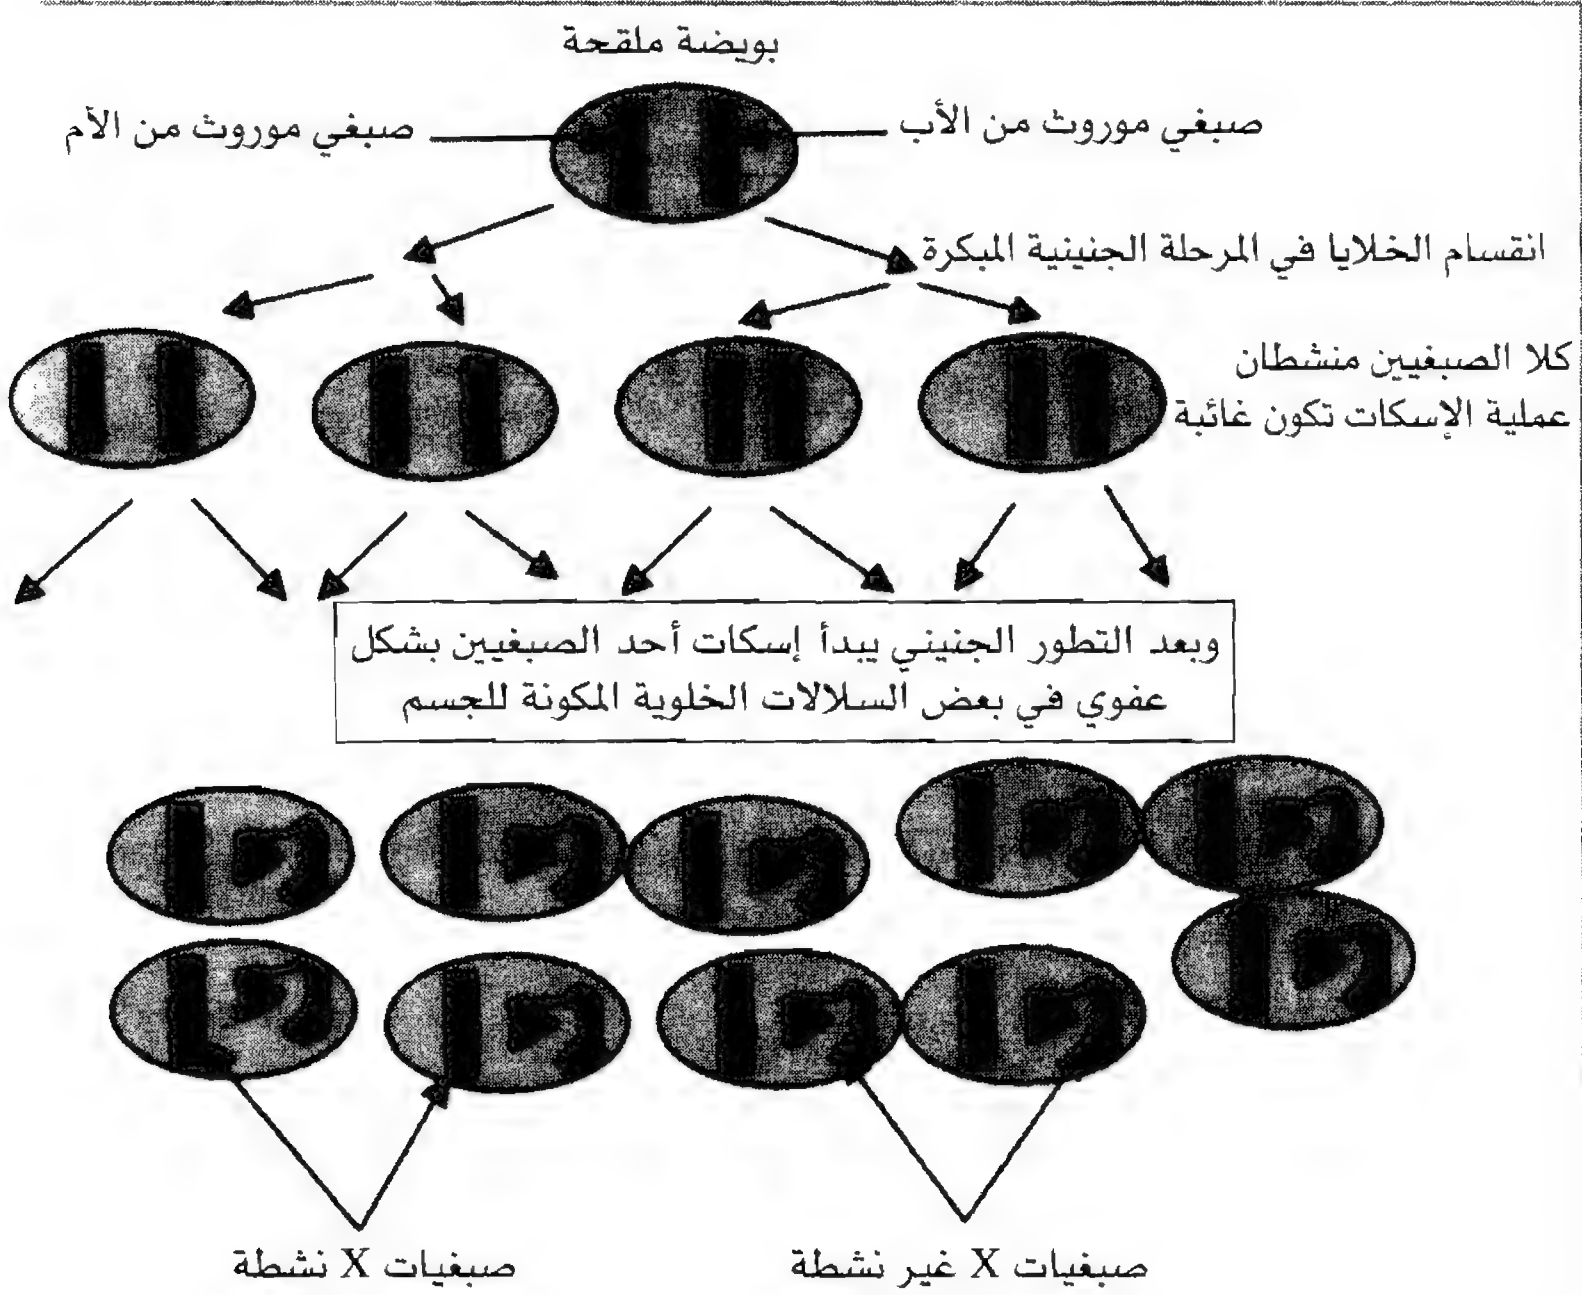 بويضة ملقحة
صبغي موروث من الأب
صبغي موروث من الأم
انقسام الخلايا في المرحلة الجنينية المبكرة
كلا الصبغيين منشطان
عملية الإسكات تكون غائبة
وبعد التطور الجنيني يبدأ إسكات أحد الصبغيين بشكل
عفوي في بعض السلالات الخلوية المكونة للجسم
صبغيات X غير نشطة
صبغيات X نشطة